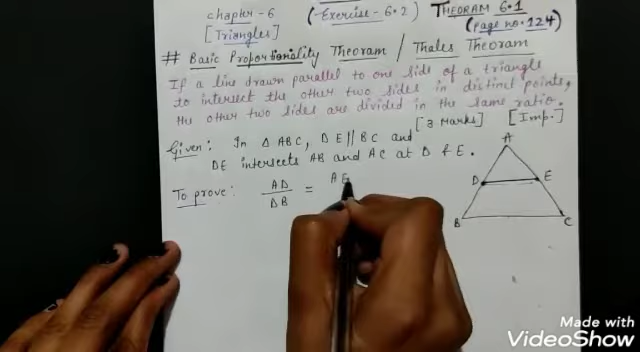 chapter - 6 (Exercise - 6.2) THEORAM 6.1
[Triangles] (Page no. 124)
# Basic Proportionality Theoram / Thales Theoram
If a line drawn parallel to one side of a triangle
to intersect the other two sides in distinct points,
the other two sides are divided in the same ratio.
[3 Marks] [Imp.]
Given: In Δ ABC, DE || BC and
DE intersects AB and AC at D & E.
To prove: AD/DB = AE
A
D E
B C
Made with
VideoShow